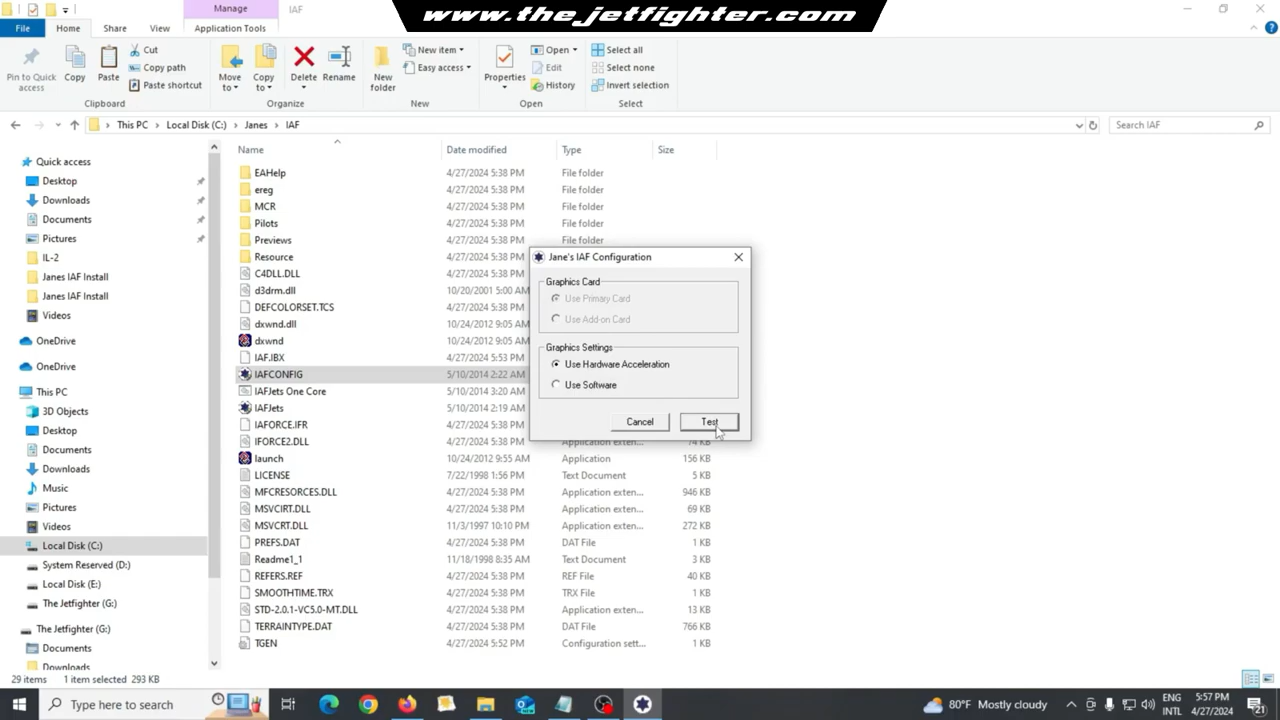 Manage
IAF
www.thejetfighter.com
File
Home
Share
View
Application Tools
Pin to Quick access
Copy
Paste
Cut
Copy path
Paste shortcut
Clipboard
Move to
Copy to
Delete
Rename
Organize
New folder
New item
Easy access
New
Properties
Open
Edit
History
Open
Select all
Select none
Invert selection
Select
This PC > Local Disk (C:) > Janes > IAF
Search IAF
Name
Date modified
Type
Size
Quick access
Desktop
Downloads
Documents
Pictures
IL-2
Janes IAF Install
Janes IAF Install
Videos
OneDrive
OneDrive
This PC
3D Objects
Desktop
Documents
Downloads
Music
Pictures
Videos
Local Disk (C:)
System Reserved (D:)
Local Disk (E:)
The Jetfighter (G:)
The Jetfighter (G:)
Documents
Downloads
EAHelp 4/27/2024 5:38 PM File folder
ereg 4/27/2024 5:38 PM File folder
MCR 4/27/2024 5:38 PM File folder
Pilots 4/27/2024 5:38 PM File folder
Previews 4/27/2024 5:38 PM File folder
Resource 4/27/2024 5:38 PM
C4DLL.DLL 4/27/2024 5:38 PM
d3drm.dll 10/20/2001 5:00 AM
DEFCOLORSET.TCS 4/27/2024 5:38 PM
dxwnd.dll 10/24/2012 9:05 AM
dxwnd 10/24/2012 9:05 AM
IAF.IBX 4/27/2024 5:53 PM
IAFCONFIG 5/10/2014 2:22 AM
IAFJets One Core 5/10/2014 3:20 AM
IAFJets 5/10/2014 2:19 AM
IAFORCE.IFR 4/27/2024 5:38 PM
IFORCE2.DLL 4/27/2024 5:38 PM Application exten... 74 KB
launch 10/24/2012 9:55 AM Application 156 KB
LICENSE 7/22/1998 1:56 PM Text Document 5 KB
MFCRESORCES.DLL 4/27/2024 5:38 PM Application exten... 946 KB
MSVCIRT.DLL 4/27/2024 5:38 PM Application exten... 69 KB
MSVCRT.DLL 11/3/1997 10:10 PM Application exten... 272 KB
PREFS.DAT 4/27/2024 5:38 PM DAT File 1 KB
Readme1_1 11/18/1998 8:35 AM Text Document 3 KB
REFERS.REF 4/27/2024 5:38 PM REF File 40 KB
SMOOTHTIME.TRX 4/27/2024 5:38 PM TRX File 1 KB
STD-2.0.1-VC5.0-MT.DLL 4/27/2024 5:38 PM Application exten... 13 KB
TERRAINTYPE.DAT 4/27/2024 5:38 PM DAT File 766 KB
TGEN 4/27/2024 5:52 PM Configuration sett... 1 KB
Jane's IAF Configuration
Graphics Card
Use Primary Card
Use Add-on Card
Graphics Settings
Use Hardware Acceleration
Use Software
Cancel
Test
29 items 1 item selected 293 KB
Type here to search
80°F Mostly cloudy
ENG
INTL
5:57 PM
4/27/2024
21